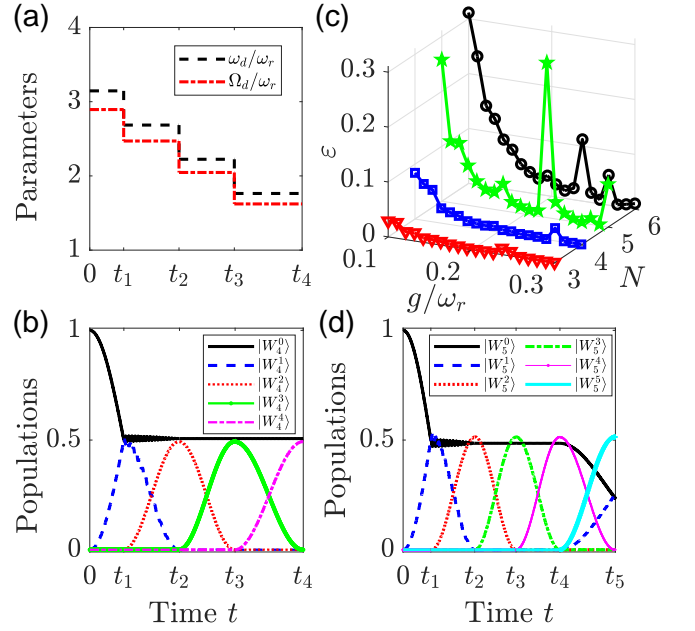 (a)
4
3
2
1
Parameters
ω_d/ω_r
Ω_d/ω_r
0 t_1 t_2 t_3 t_4
(c)
0.3
0.2
0.1
0
ε
0.1
0.2
0.3
g/ω_r
3
4
5
6
N
(b)
1
0.5
0
Populations
|W_4^0⟩
|W_4^1⟩
|W_4^2⟩
|W_4^3⟩
|W_4^4⟩
0 t_1 t_2 t_3 t_4
Time t
(d)
1
0.5
0
Populations
|W_5^0⟩ |W_5^3⟩
|W_5^1⟩ |W_5^4⟩
|W_5^2⟩ |W_5^5⟩
0 t_1 t_2 t_3 t_4 t_5
Time t